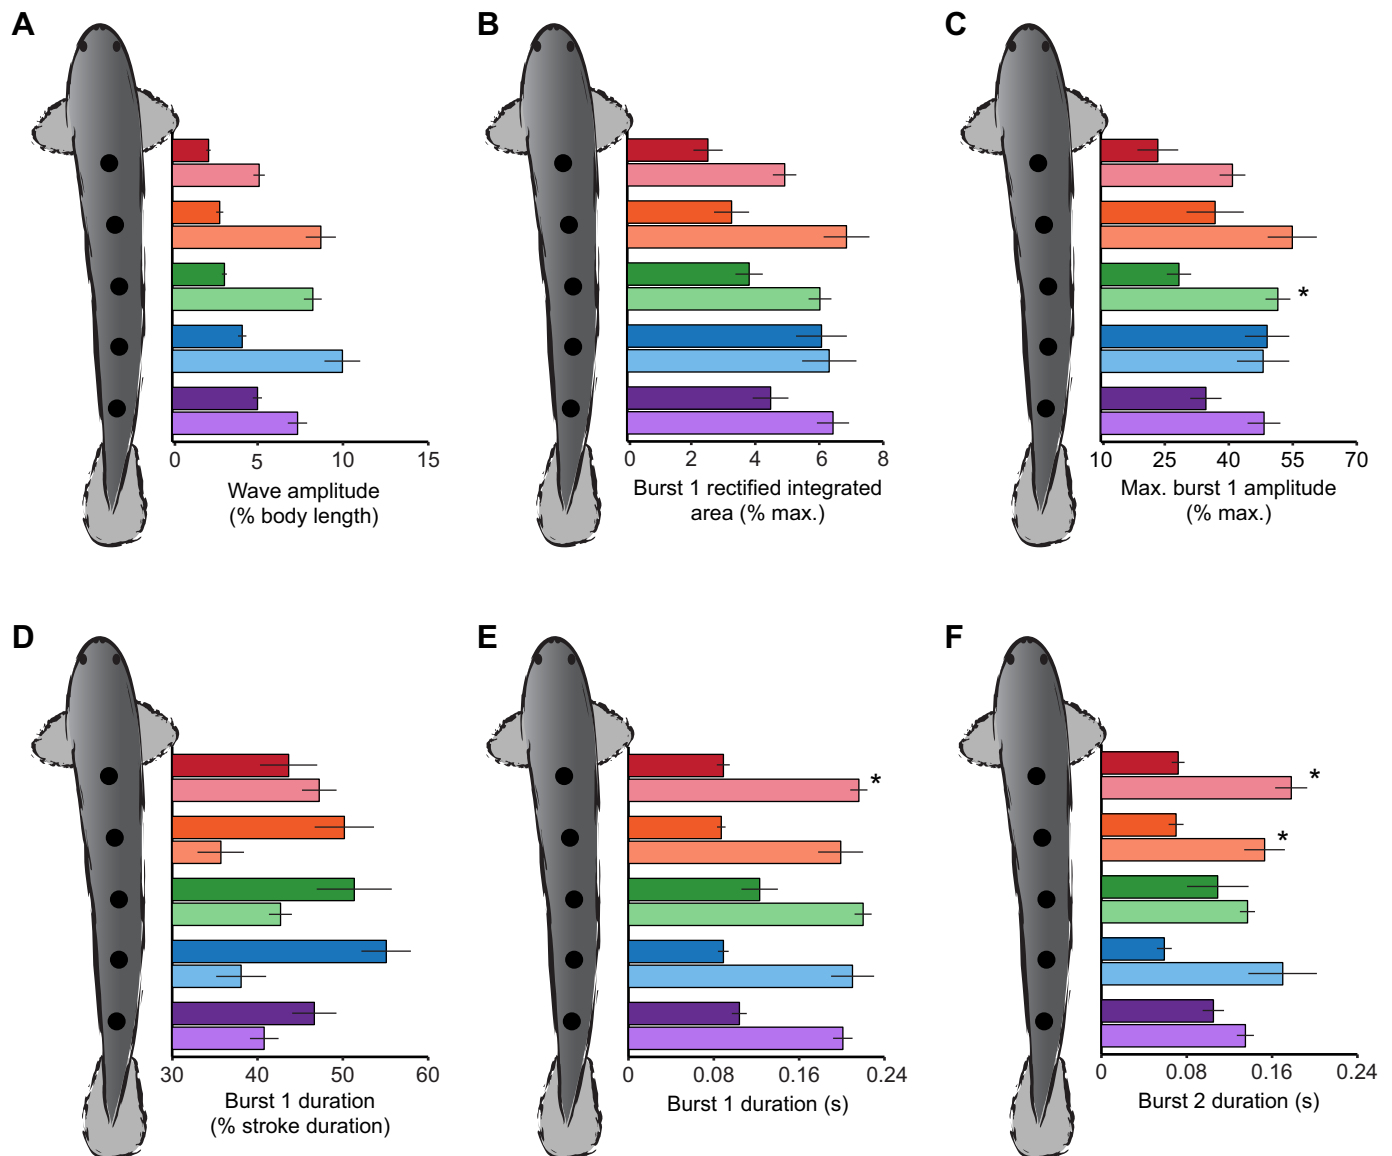 A
B
C
0 5 10 15
Wave amplitude
(% body length)
0 2 4 6 8
Burst 1 rectified integrated
area (% max.)
*
10 25 40 55 70
Max. burst 1 amplitude
(% max.)
D
E
F
30 40 50 60
Burst 1 duration
(% stroke duration)
*
0 0.08 0.16 0.24
Burst 1 duration (s)
*
*
0 0.08 0.16 0.24
Burst 2 duration (s)